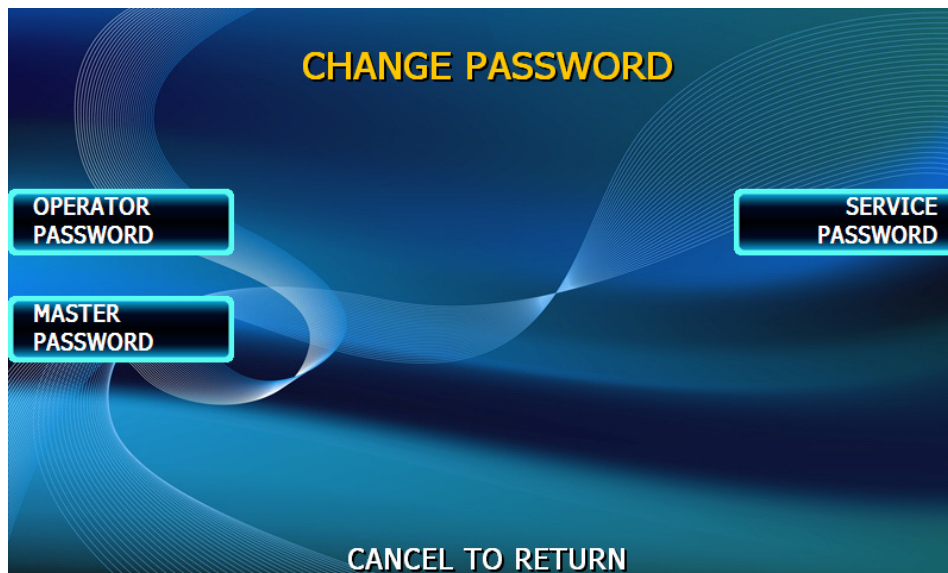 CHANGE PASSWORD
OPERATOR
PASSWORD
SERVICE
PASSWORD
MASTER
PASSWORD
CANCEL TO RETURN